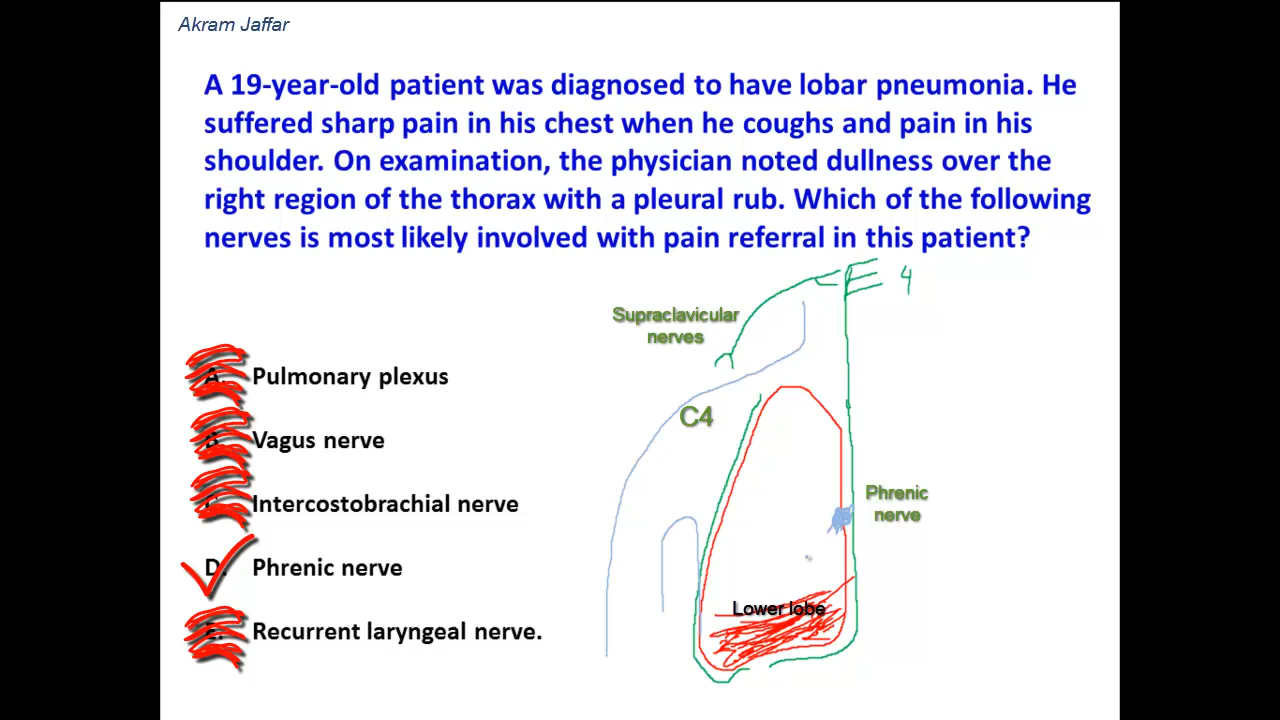 Akram Jaffar
A 19-year-old patient was diagnosed to have lobar pneumonia. He
suffered sharp pain in his chest when he coughs and pain in his
shoulder. On examination, the physician noted dullness over the
right region of the thorax with a pleural rub. Which of the following
nerves is most likely involved with pain referral in this patient?
4
Supraclavicular
nerves
A. Pulmonary plexus
C4
Vagus nerve
Phrenic
nerve
Intercostobrachial nerve
D. Phrenic nerve
Lower lobe
E. Recurrent laryngeal nerve.